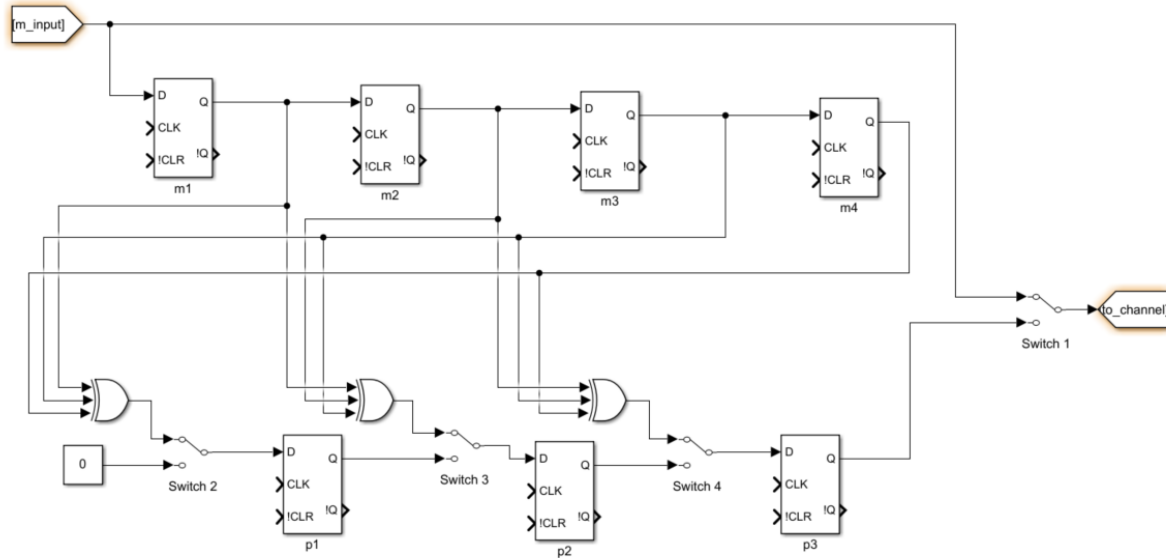 [m_input]
D
Q
CLK
!CLR
!Q
m1
D
Q
CLK
!CLR
!Q
m2
D
Q
CLK
!CLR
!Q
m3
D
Q
CLK
!CLR
!Q
m4
[to_channel]
Switch 1
0
Switch 2
D
Q
CLK
!CLR
!Q
p1
Switch 3
D
Q
CLK
!CLR
!Q
p2
Switch 4
D
Q
CLK
!CLR
!Q
p3